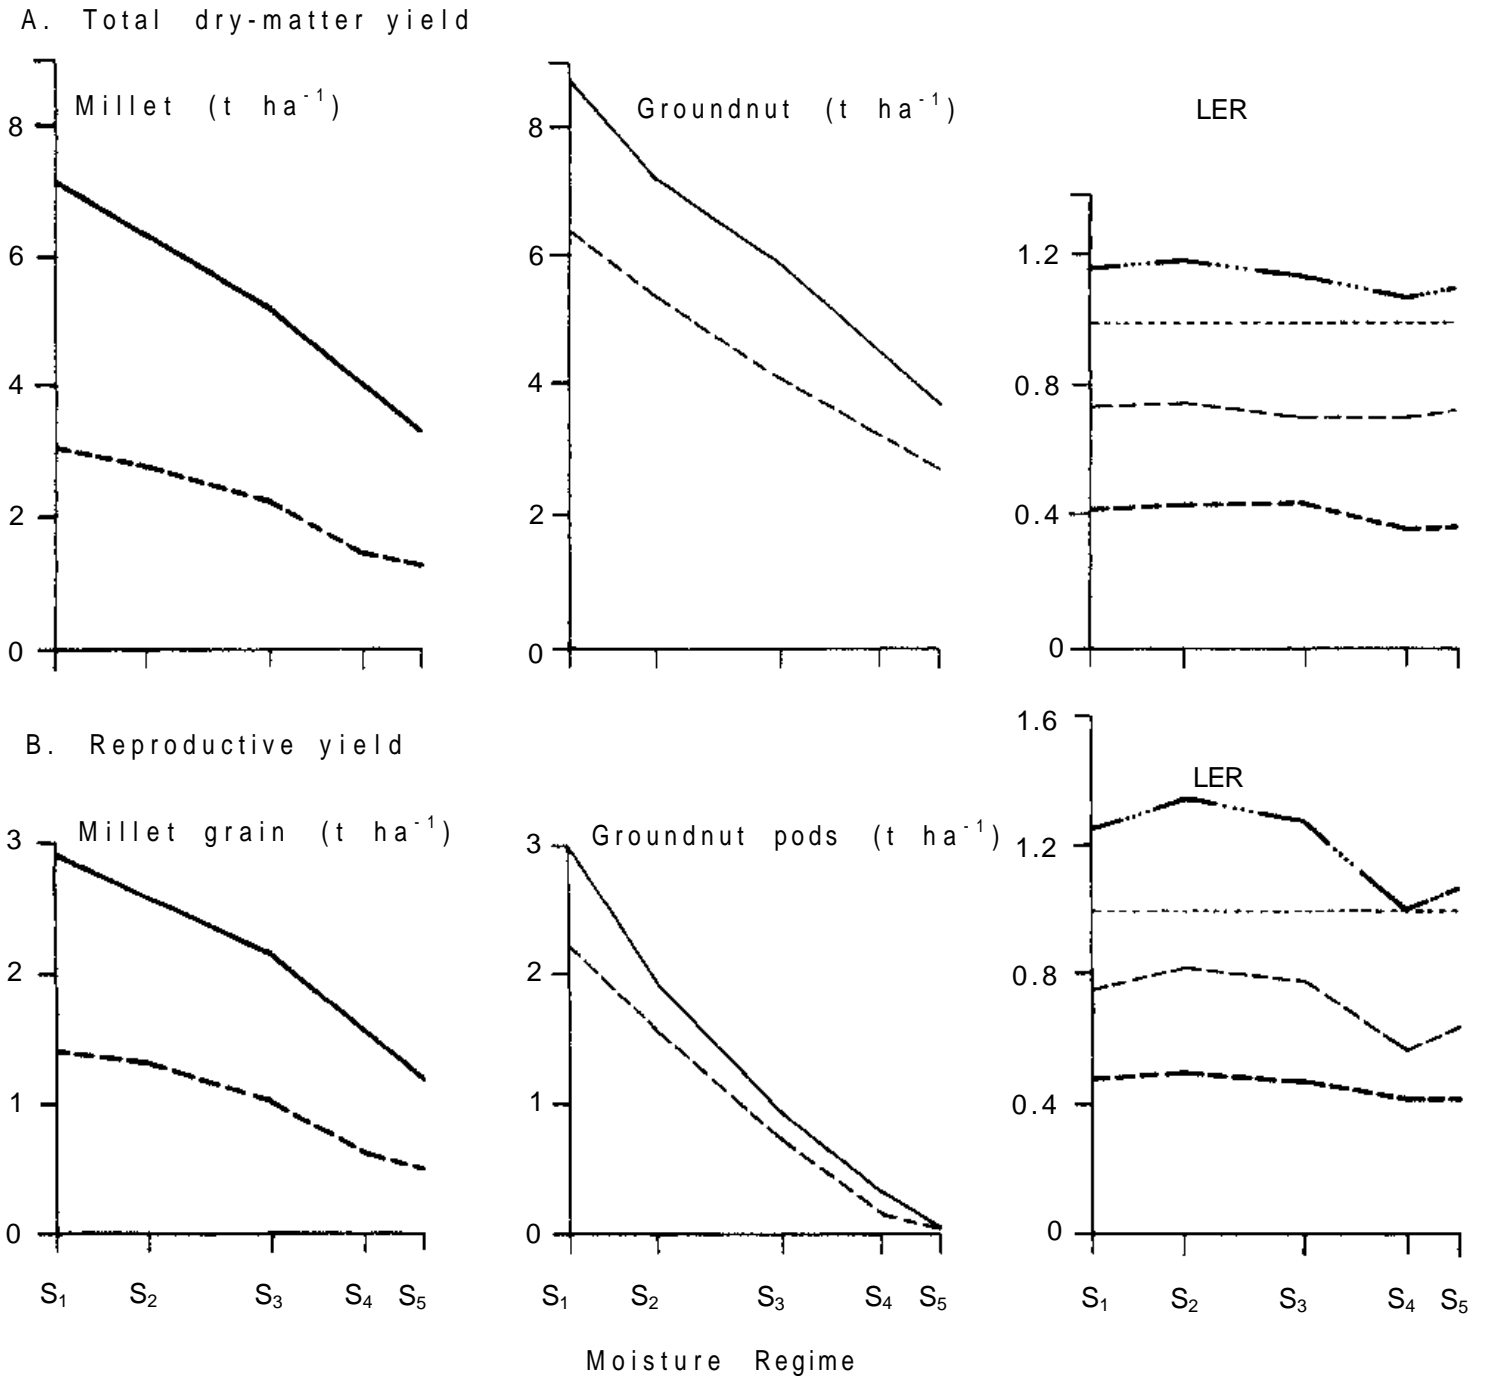 A. Total dry-matter yield
Millet (t ha⁻¹)
8
6
4
2
0
Groundnut (t ha⁻¹)
8
6
4
2
0
LER
1.2
0.8
0.4
0
B. Reproductive yield
Millet grain (t ha⁻¹)
3
2
1
0
S₁ S₂ S₃ S₄ S₅
Groundnut pods (t ha⁻¹)
3
2
1
0
S₁ S₂ S₃ S₄ S₅
LER
1.6
1.2
0.8
0.4
0
S₁ S₂ S₃ S₄ S₅
Moisture Regime